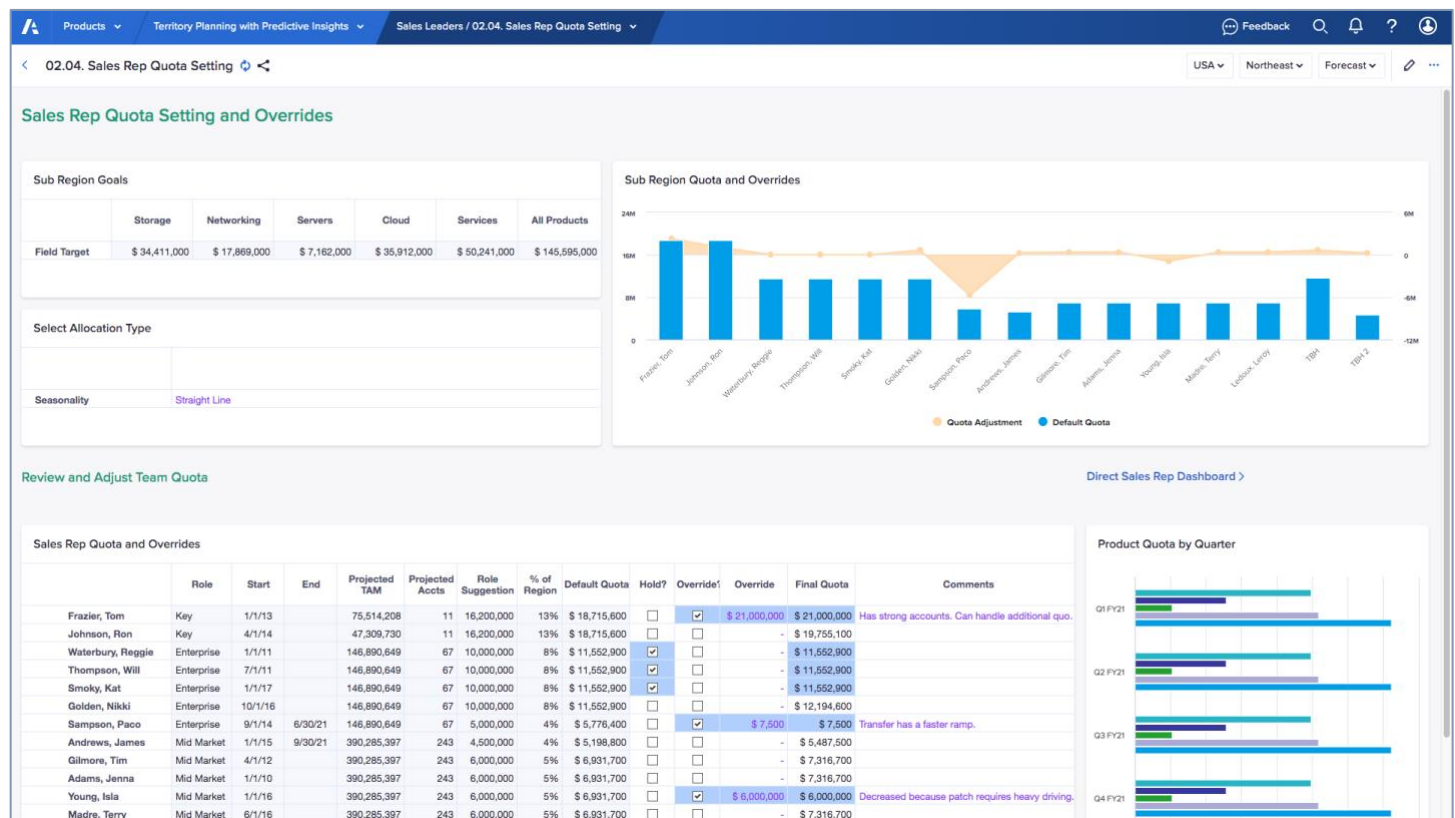 Products
Territory Planning with Predictive Insights
Sales Leaders / 02.04. Sales Rep Quota Setting
Feedback
?
02.04. Sales Rep Quota Setting
USA
Northeast
Forecast
Sales Rep Quota Setting and Overrides
Sub Region Goals
Storage Networking Servers Cloud Services All Products
Field Target $ 34,411,000 $ 17,869,000 $ 7,162,000 $ 35,912,000 $ 50,241,000 $ 145,595,000
Select Allocation Type
Seasonality Straight Line
Sub Region Quota and Overrides
24M 6M
16M 0
8M -6M
0 -12M
Frazier, Tom Johnson, Ron Waterbury, Reggie Thompson, Will Smoky, Kat Golden, Nikki Sampson, Paco Andrews, James Gilmore, Tim Adams, Jenna Young, Isla Madre, Terry Ledoux, Leroy TBH TBH 2
Quota Adjustment Default Quota
Review and Adjust Team Quota
Direct Sales Rep Dashboard >
Sales Rep Quota and Overrides
Role Start End Projected TAM Projected Accts Role Suggestion % of Region Default Quota Hold? Override? Override Final Quota Comments
Frazier, Tom Key 1/1/13 75,514,208 11 16,200,000 13% $ 18,715,600 $ 21,000,000 $ 21,000,000 Has strong accounts. Can handle additional quo.
Johnson, Ron Key 4/1/14 47,309,730 11 16,200,000 13% $ 18,715,600 - $ 19,755,100
Waterbury, Reggie Enterprise 1/1/11 146,890,649 67 10,000,000 8% $ 11,552,900 - $ 11,552,900
Thompson, Will Enterprise 7/1/11 146,890,649 67 10,000,000 8% $ 11,552,900 - $ 11,552,900
Smoky, Kat Enterprise 1/1/17 146,890,649 67 10,000,000 8% $ 11,552,900 - $ 11,552,900
Golden, Nikki Enterprise 10/1/16 146,890,649 67 10,000,000 8% $ 11,552,900 - $ 12,194,600
Sampson, Paco Enterprise 9/1/14 6/30/21 146,890,649 67 5,000,000 4% $ 5,776,400 $ 7,500 $ 7,500 Transfer has a faster ramp.
Andrews, James Mid Market 1/1/15 9/30/21 390,285,397 243 4,500,000 4% $ 5,198,800 - $ 5,487,500
Gilmore, Tim Mid Market 4/1/12 390,285,397 243 6,000,000 5% $ 6,931,700 - $ 7,316,700
Adams, Jenna Mid Market 1/1/10 390,285,397 243 6,000,000 5% $ 6,931,700 - $ 7,316,700
Young, Isla Mid Market 1/1/16 390,285,397 243 6,000,000 5% $ 6,931,700 $ 6,000,000 $ 6,000,000 Decreased because patch requires heavy driving.
Madre, Terry Mid Market 6/1/16 390,285,397 243 6,000,000 5% $ 6,931,700 - $ 7,316,700
Product Quota by Quarter
Q1 FY21
Q2 FY21
Q3 FY21
Q4 FY21